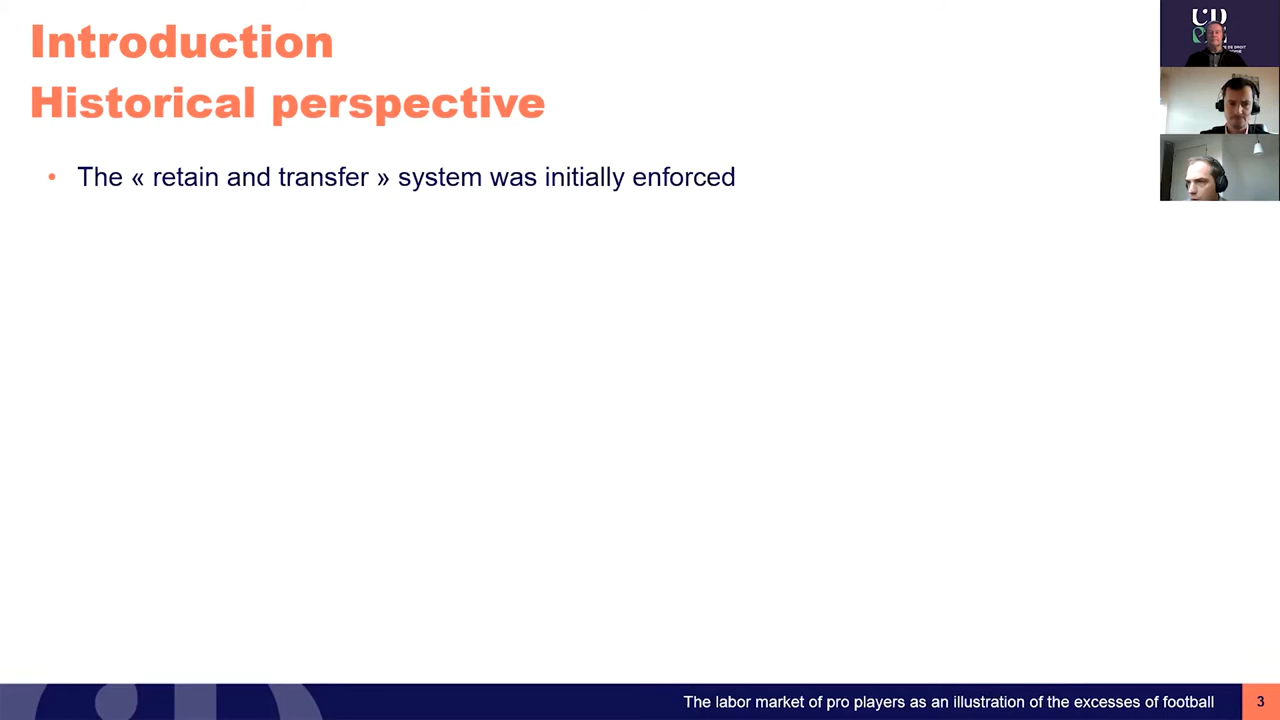 Introduction
Historical perspective
• The « retain and transfer » system was initially enforced
The labor market of pro players as an illustration of the excesses of football
3